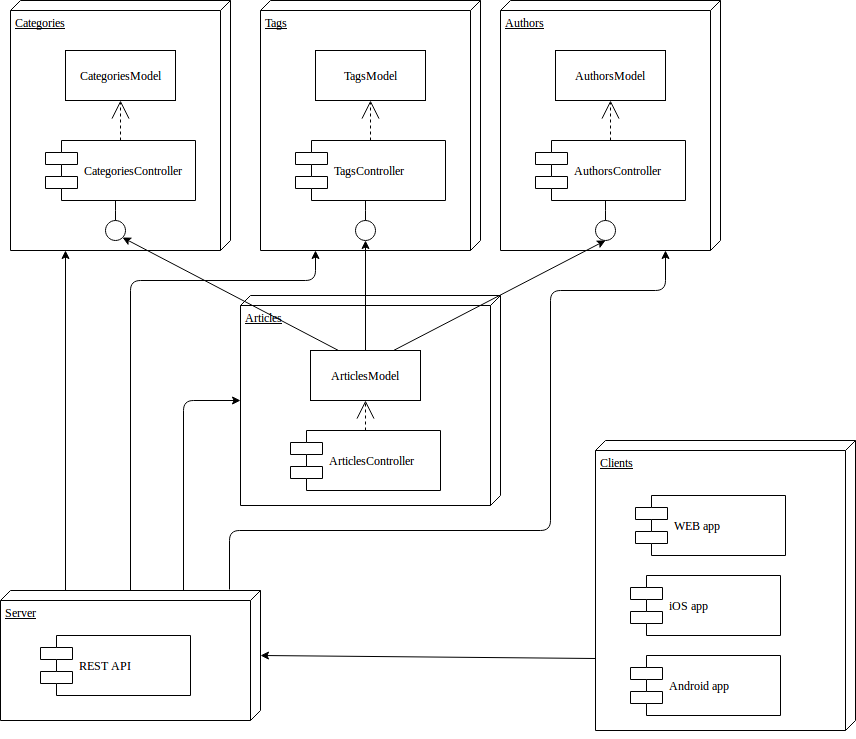 Categories
Tags
Authors
CategoriesModel
TagsModel
AuthorsModel
CategoriesController
TagsController
AuthorsController
Articles
ArticlesModel
ArticlesController
Clients
WEB app
iOS app
Android app
Server
REST API